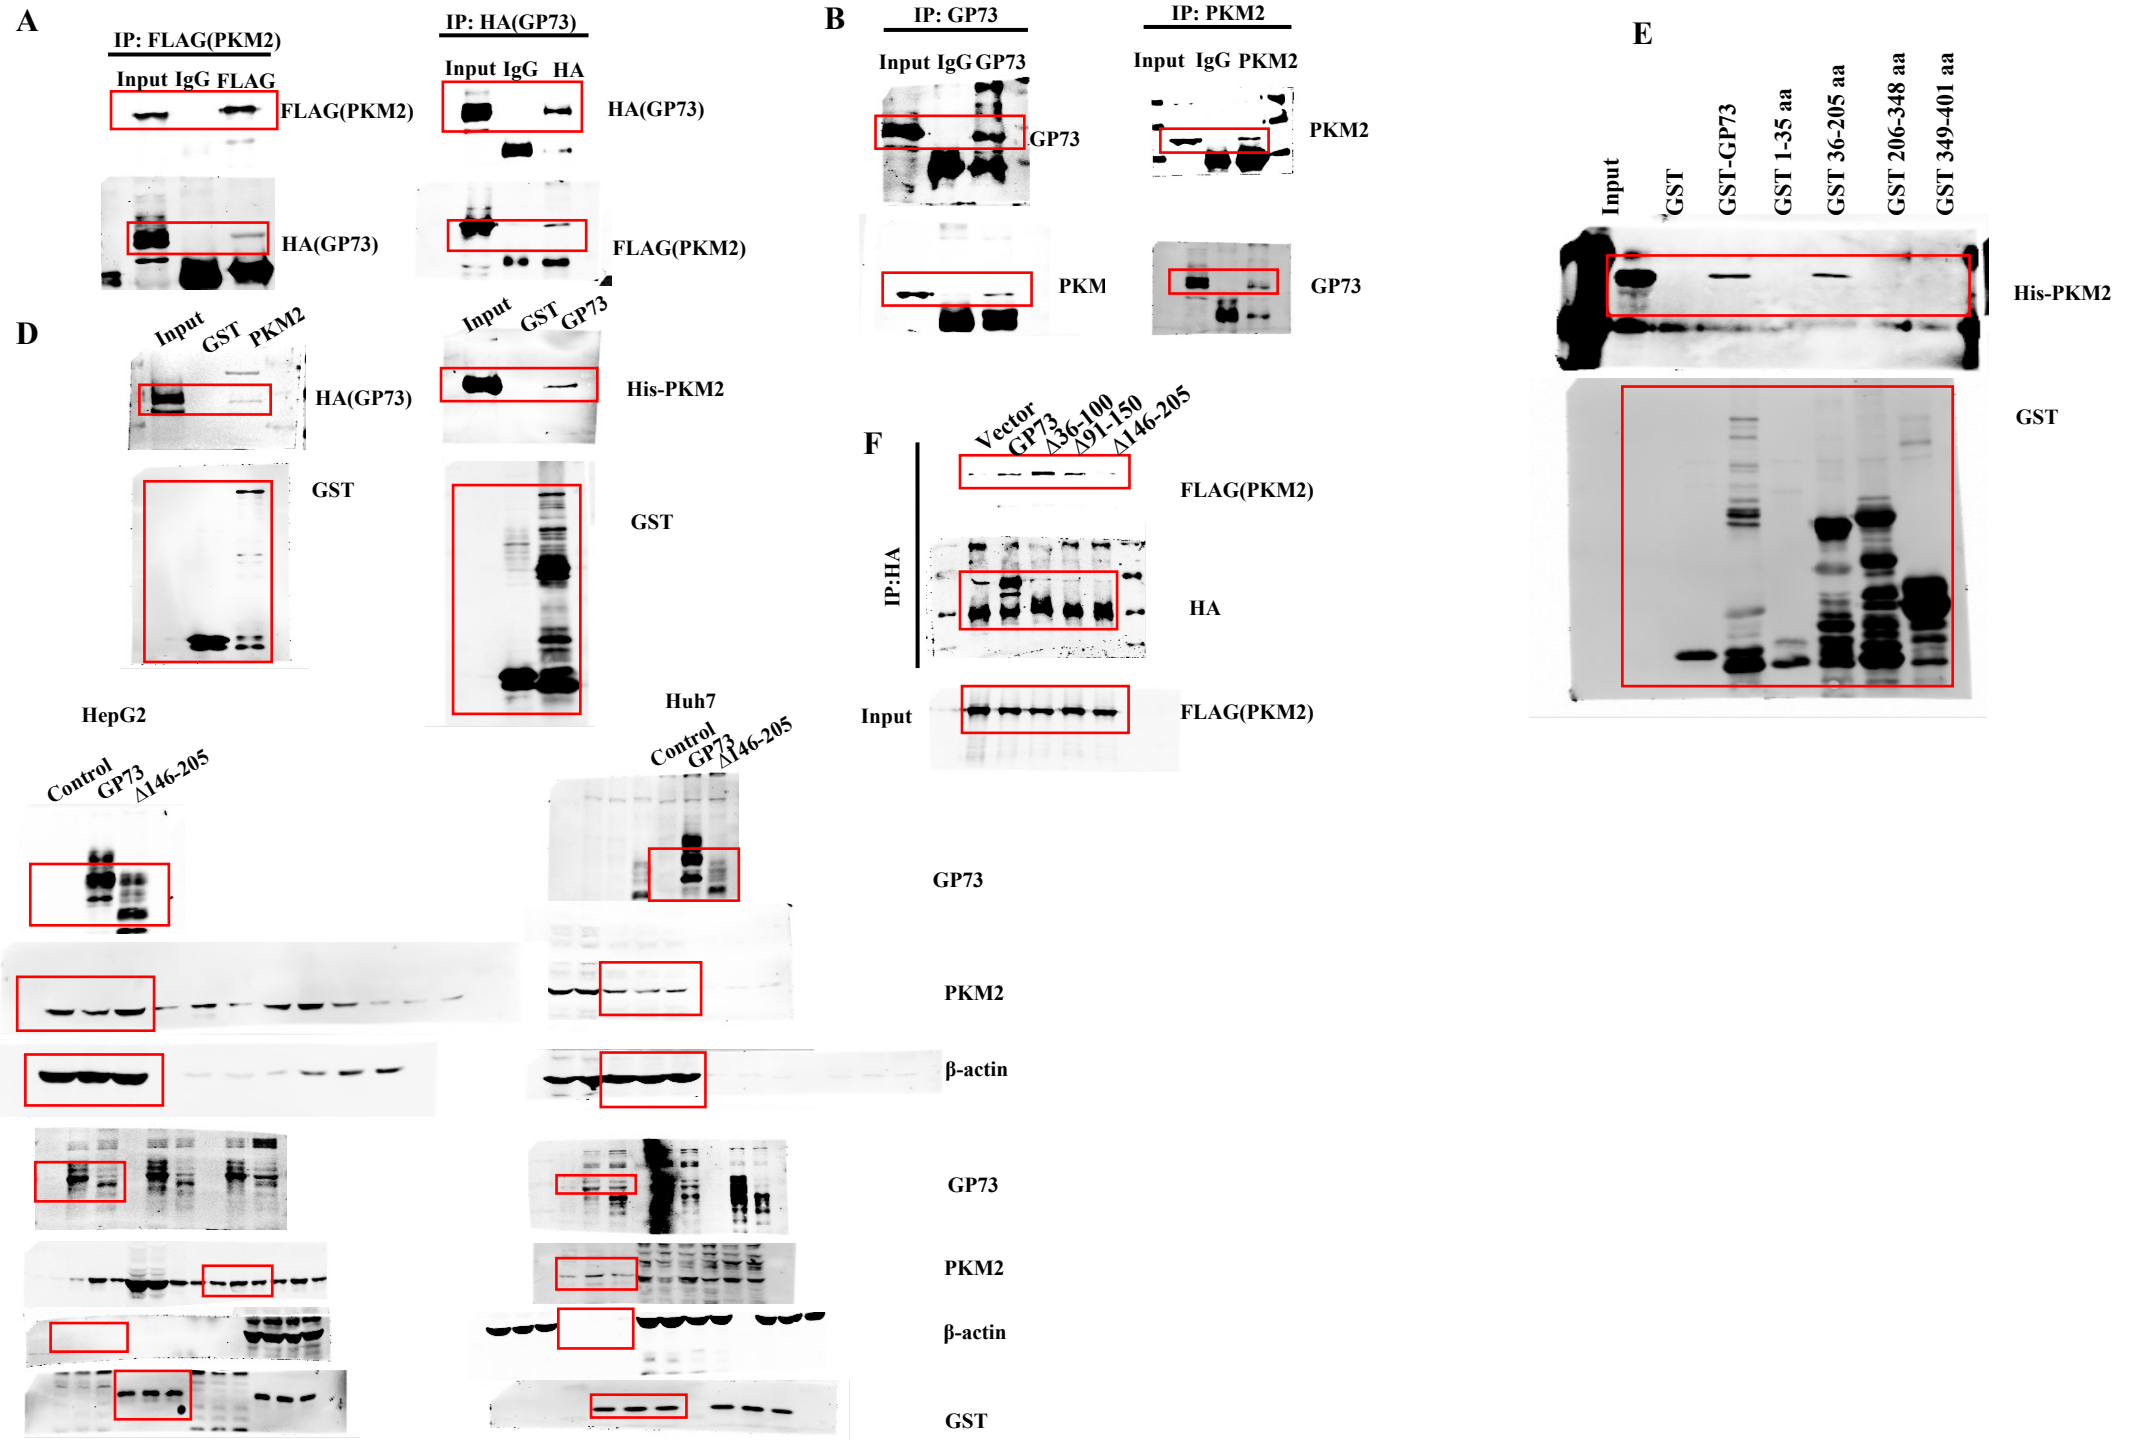 A
IP: FLAG(PKM2)
Input IgG FLAG
FLAG(PKM2)
HA(GP73)
IP: HA(GP73)
Input IgG HA
HA(GP73)
FLAG(PKM2)
B
IP: GP73
Input IgG GP73
GP73
PKM
IP: PKM2
Input IgG PKM2
PKM2
GP73
D
Input GST PKM2
HA(GP73)
GST
Input GST GP73
His-PKM2
GST
E
Input
GST
GST-GP73
GST 1-35 aa
GST 36-205 aa
GST 206-348 aa
GST 349-401 aa
His-PKM2
GST
F
Vector
GP73
Δ36-100
Δ91-150
Δ146-205
IP:HA
FLAG(PKM2)
HA
Input
FLAG(PKM2)
HepG2
Control
GP73
Δ146-205
Huh7
Control
GP73
Δ146-205
GP73
PKM2
β-actin
GP73
PKM2
β-actin
GST